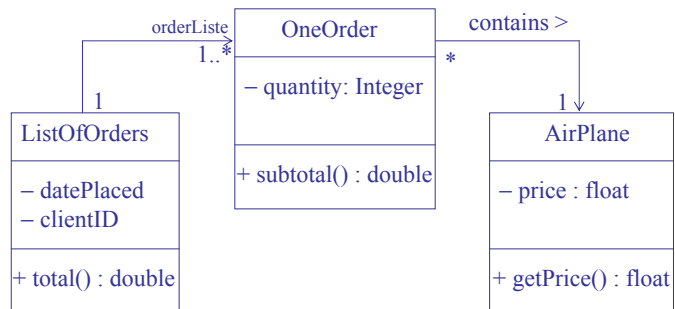 orderListe
1..*
OneOrder
– quantity: Integer
+ subtotal() : double
contains >
*
1
1
ListOfOrders
– datePlaced
– clientID
+ total() : double
AirPlane
– price : float
+ getPrice() : float